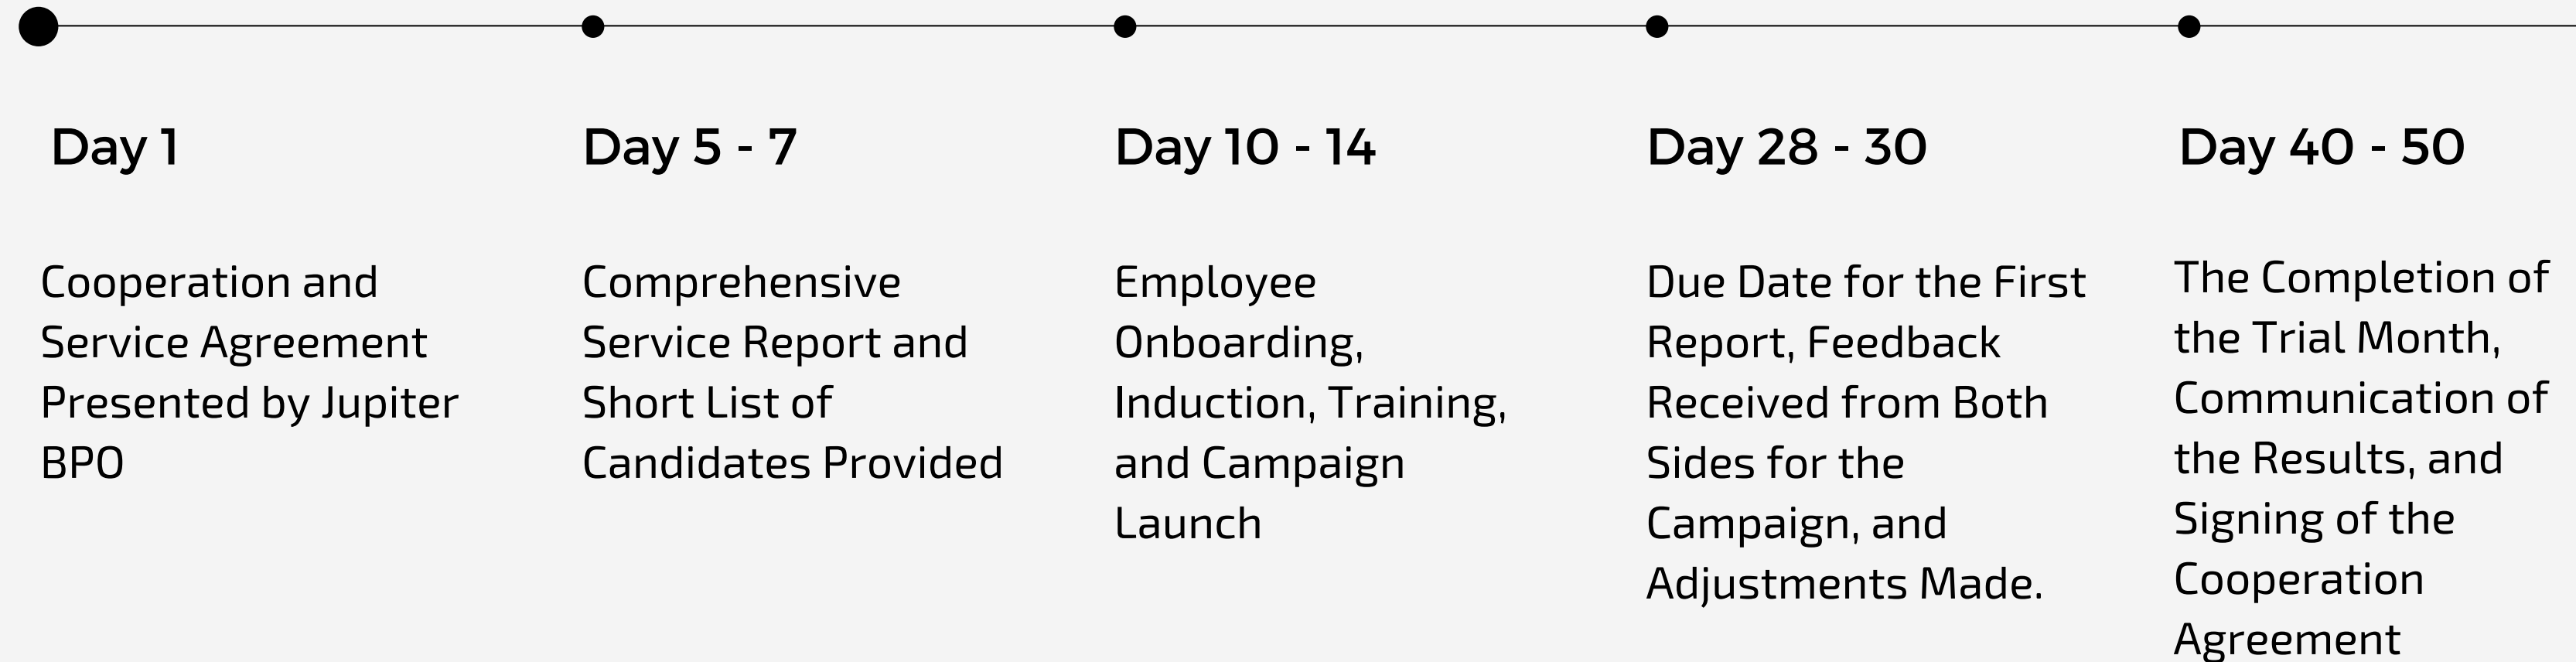 Day 1
Cooperation and
Service Agreement
Presented by Jupiter
BPO
Day 5 - 7
Comprehensive
Service Report and
Short List of
Candidates Provided
Day 10 - 14
Employee
Onboarding,
Induction, Training,
and Campaign
Launch
Day 28 - 30
Due Date for the First
Report, Feedback
Received from Both
Sides for the
Campaign, and
Adjustments Made.
Day 40 - 50
The Completion of
the Trial Month,
Communication of
the Results, and
Signing of the
Cooperation
Agreement